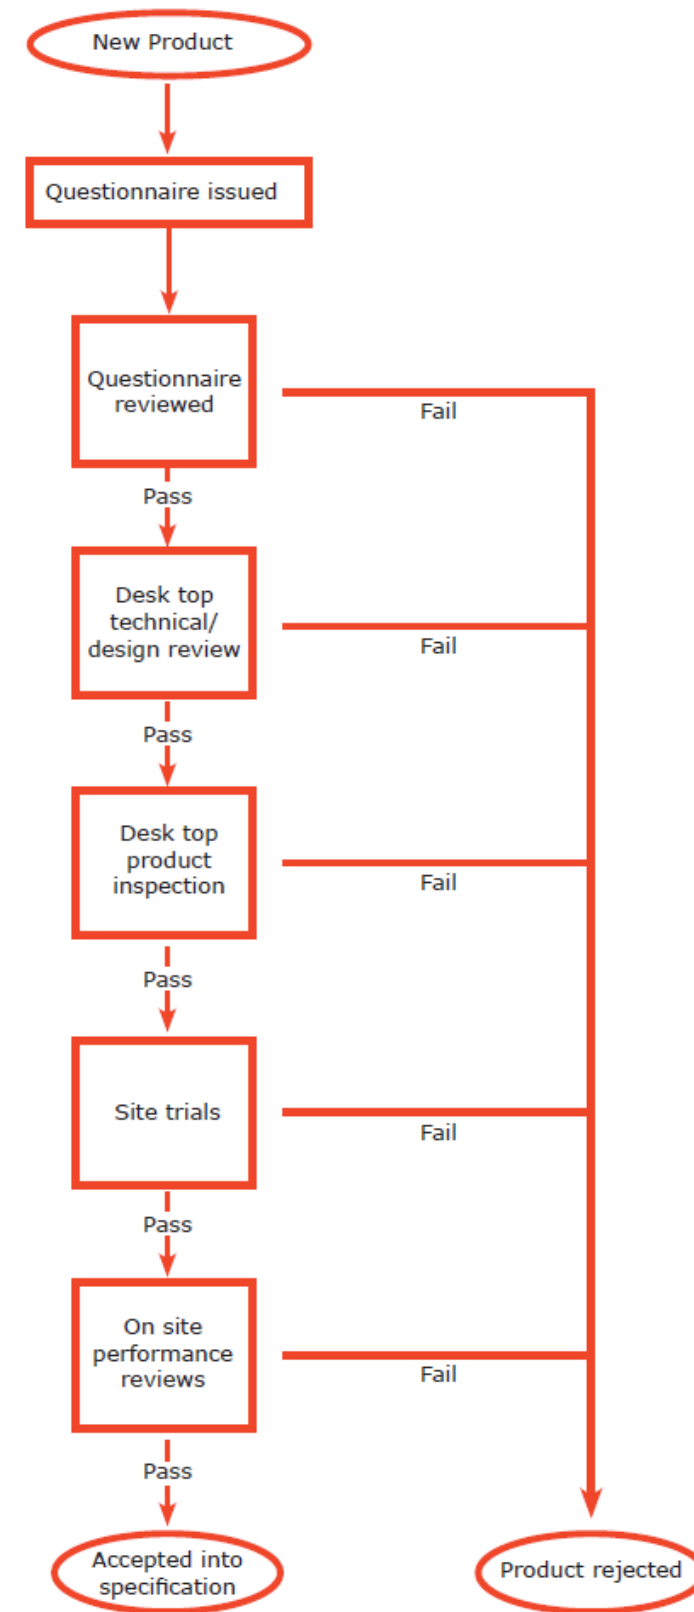 New Product
Questionnaire issued
Questionnaire
reviewed
Fail
Pass
Desk top
technical/
design review
Fail
Pass
Desk top
product
inspection
Fail
Pass
Site trials
Fail
Pass
On site
performance
reviews
Fail
Pass
Accepted into
specification
Product rejected